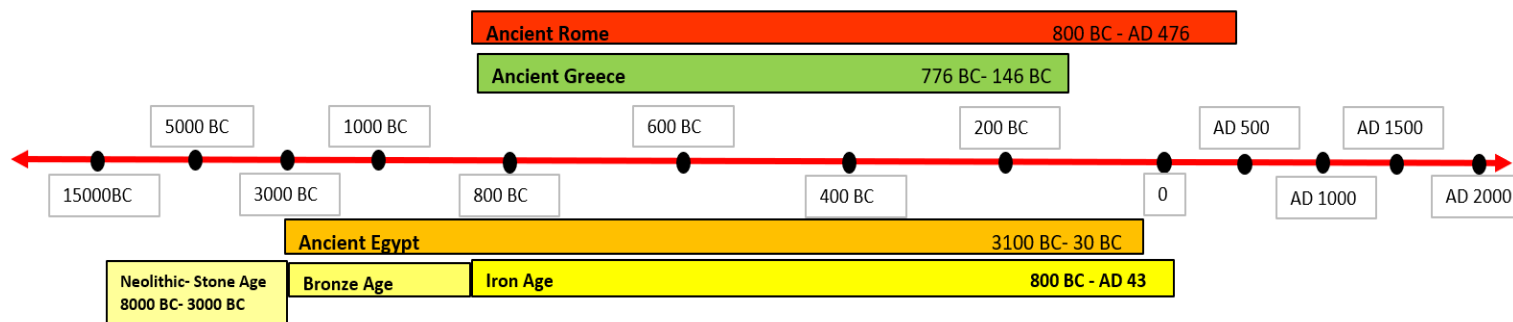 Ancient Rome 800 BC - AD 476
Ancient Greece 776 BC- 146 BC
5000 BC 1000 BC 600 BC 200 BC AD 500 AD 1500
15000BC 3000 BC 800 BC 400 BC 0 AD 1000 AD 2000
Ancient Egypt 3100 BC- 30 BC
Neolithic- Stone Age
8000 BC- 3000 BC
Bronze Age
Iron Age 800 BC - AD 43